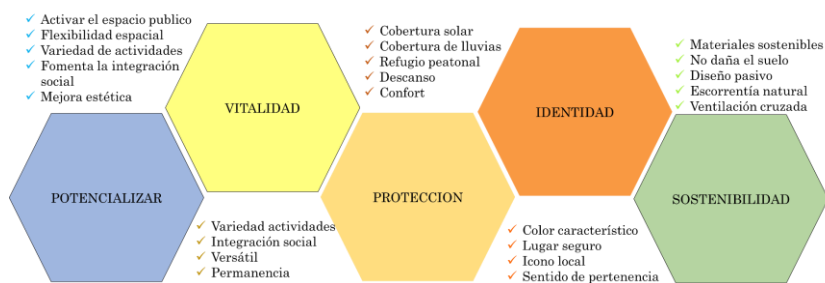 Activar el espacio publico
Flexibilidad espacial
Variedad de actividades
Fomenta la integración
social
Mejora estética
POTENCIALIZAR
VITALIDAD
Variedad actividades
Integración social
Versátil
Permanencia
Cobertura solar
Cobertura de lluvias
Refugio peatonal
Descanso
Confort
PROTECCION
IDENTIDAD
Color característico
Lugar seguro
Icono local
Sentido de pertenencia
Materiales sostenibles
No daña el suelo
Diseño pasivo
Escorrentía natural
Ventilación cruzada
SOSTENIBILIDAD